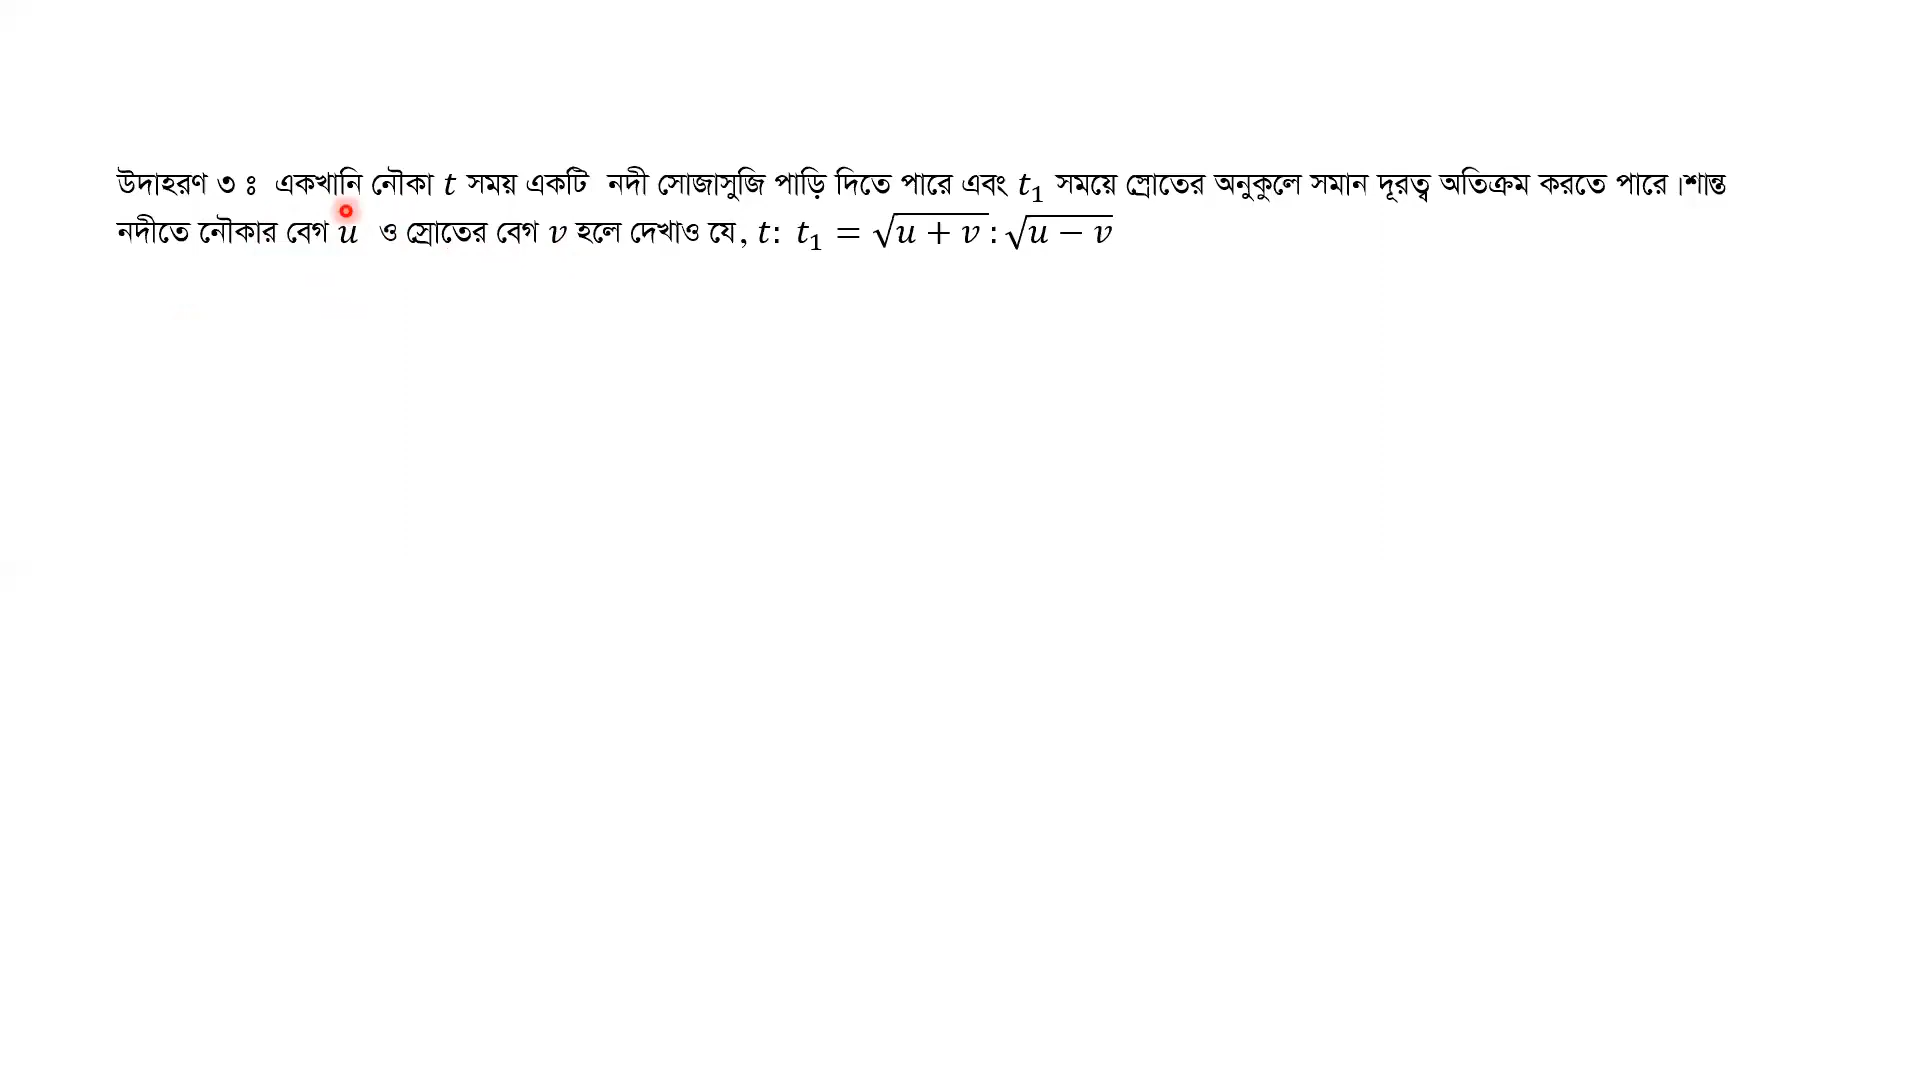 উদাহরণ ৩ ঃ একখানি নৌকা t সময় একটি নদী সোজাসুজি পাড়ি দিতে পারে এবং t₁ সময়ে স্রোতের অনুকুলে সমান দূরত্ব অতিক্রম করতে পারে।শান্ত
নদীতে নৌকার বেগ u ও স্রোতের বেগ v হলে দেখাও যে, t: t₁ = √(u + v) : √(u − v)